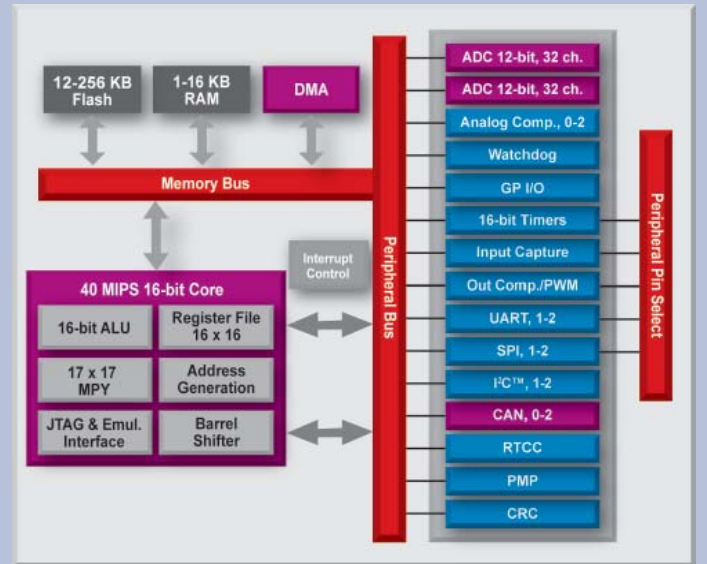 12-256 KB
Flash
1-16 KB
RAM
DMA
Memory Bus
Interrupt
Control
40 MIPS 16-bit Core
16-bit ALU
Register File
16 x 16
17 x 17
MPY
Address
Generation
JTAG & Emul.
Interface
Barrel
Shifter
Peripheral Bus
ADC 12-bit, 32 ch.
ADC 12-bit, 32 ch.
Analog Comp., 0-2
Watchdog
GP I/O
16-bit Timers
Input Capture
Out Comp./PWM
UART, 1-2
SPI, 1-2
I²C™, 1-2
CAN, 0-2
RTCC
PMP
CRC
Peripheral Pin Select